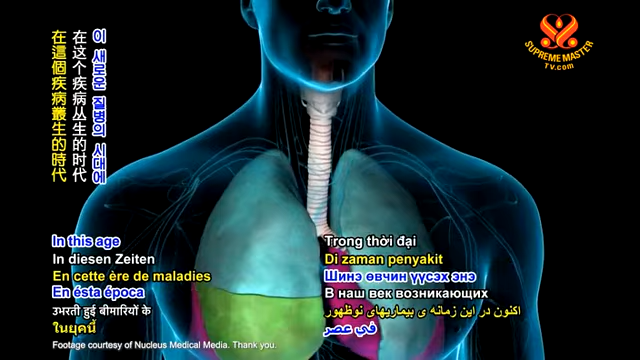 在這個疾病叢生的時代
在这个疾病丛生的时代
이 새로운 질병의 시대에
SUPREME MASTER
TV.com
In this age
In diesen Zeiten
En cette ère de maladies
En ésta época
उभरती हुई बीमारियों के
ในยุคนี้
Trong thời đại
Di zaman penyakit
Шинэ өвчин үүсэх энэ
В наш век возникающих
اکنون در این زمانه ی بیماریهای نوظهور
في عصر
Footage courtesy of Nucleus Medical Media. Thank you.